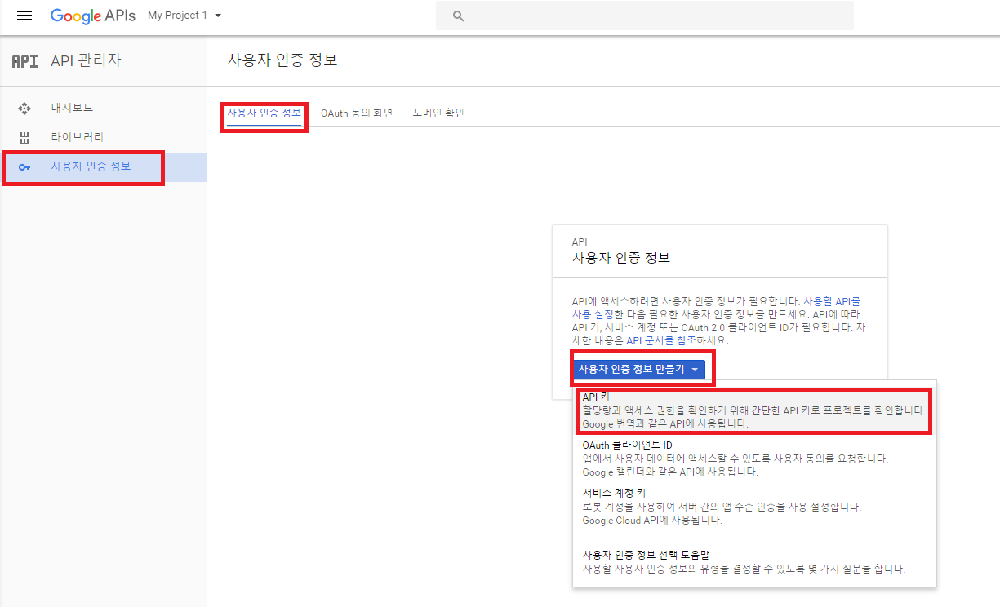 Google APIs My Project 1
API API 관리자
사용자 인증 정보
대시보드
라이브러리
사용자 인증 정보
사용자 인증 정보 OAuth 동의 화면 도메인 확인
API
사용자 인증 정보
API에 액세스하려면 사용자 인증 정보가 필요합니다. 사용할 API를
사용 설정한 다음 필요한 사용자 인증 정보를 만드세요. API에 따라
API 키, 서비스 계정 또는 OAuth 2.0 클라이언트 ID가 필요합니다. 자
세한 내용은 API 문서를 참조하세요.
사용자 인증 정보 만들기
API 키
할당량과 액세스 권한을 확인하기 위해 간단한 API 키로 프로젝트를 확인합니다.
Google 번역과 같은 API에 사용됩니다.
OAuth 클라이언트 ID
앱에서 사용자 데이터에 액세스할 수 있도록 사용자 동의를 요청합니다.
Google 캘린더와 같은 API에 사용됩니다.
서비스 계정 키
로봇 계정을 사용하여 서버 간의 앱 수준 인증을 사용 설정합니다.
Google Cloud API에 사용됩니다.
사용자 인증 정보 선택 도움말
사용할 사용자 인증 정보의 유형을 결정할 수 있도록 몇 가지 질문을 합니다.